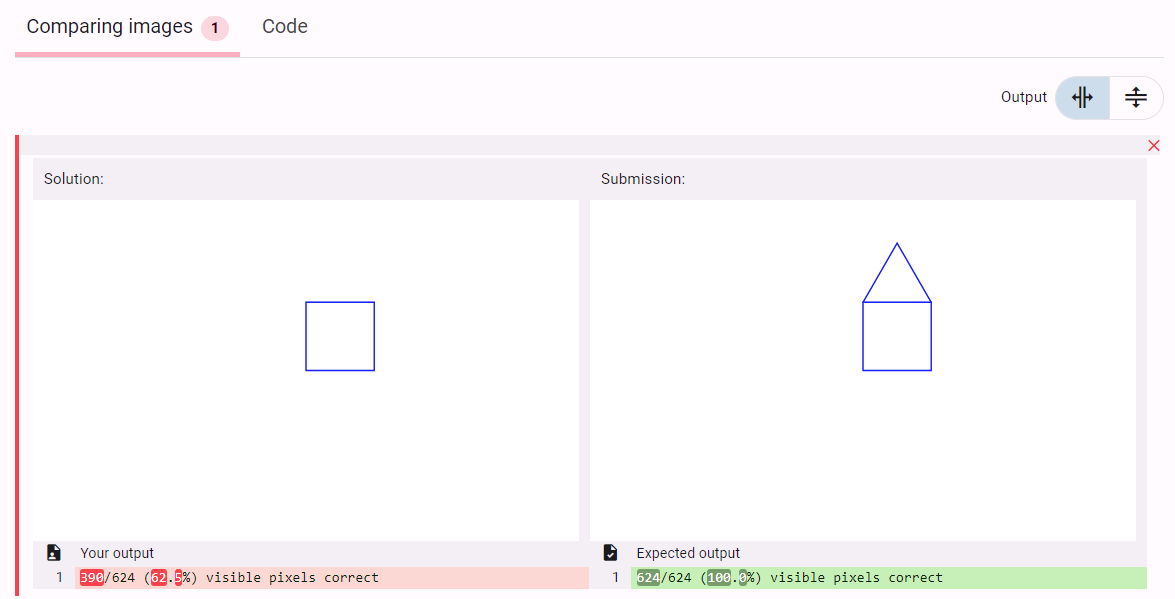 Comparing images 1 Code
Output
Solution: Submission:
Your output Expected output
1 390/624 (62.5%) visible pixels correct 1 624/624 (100.0%) visible pixels correct